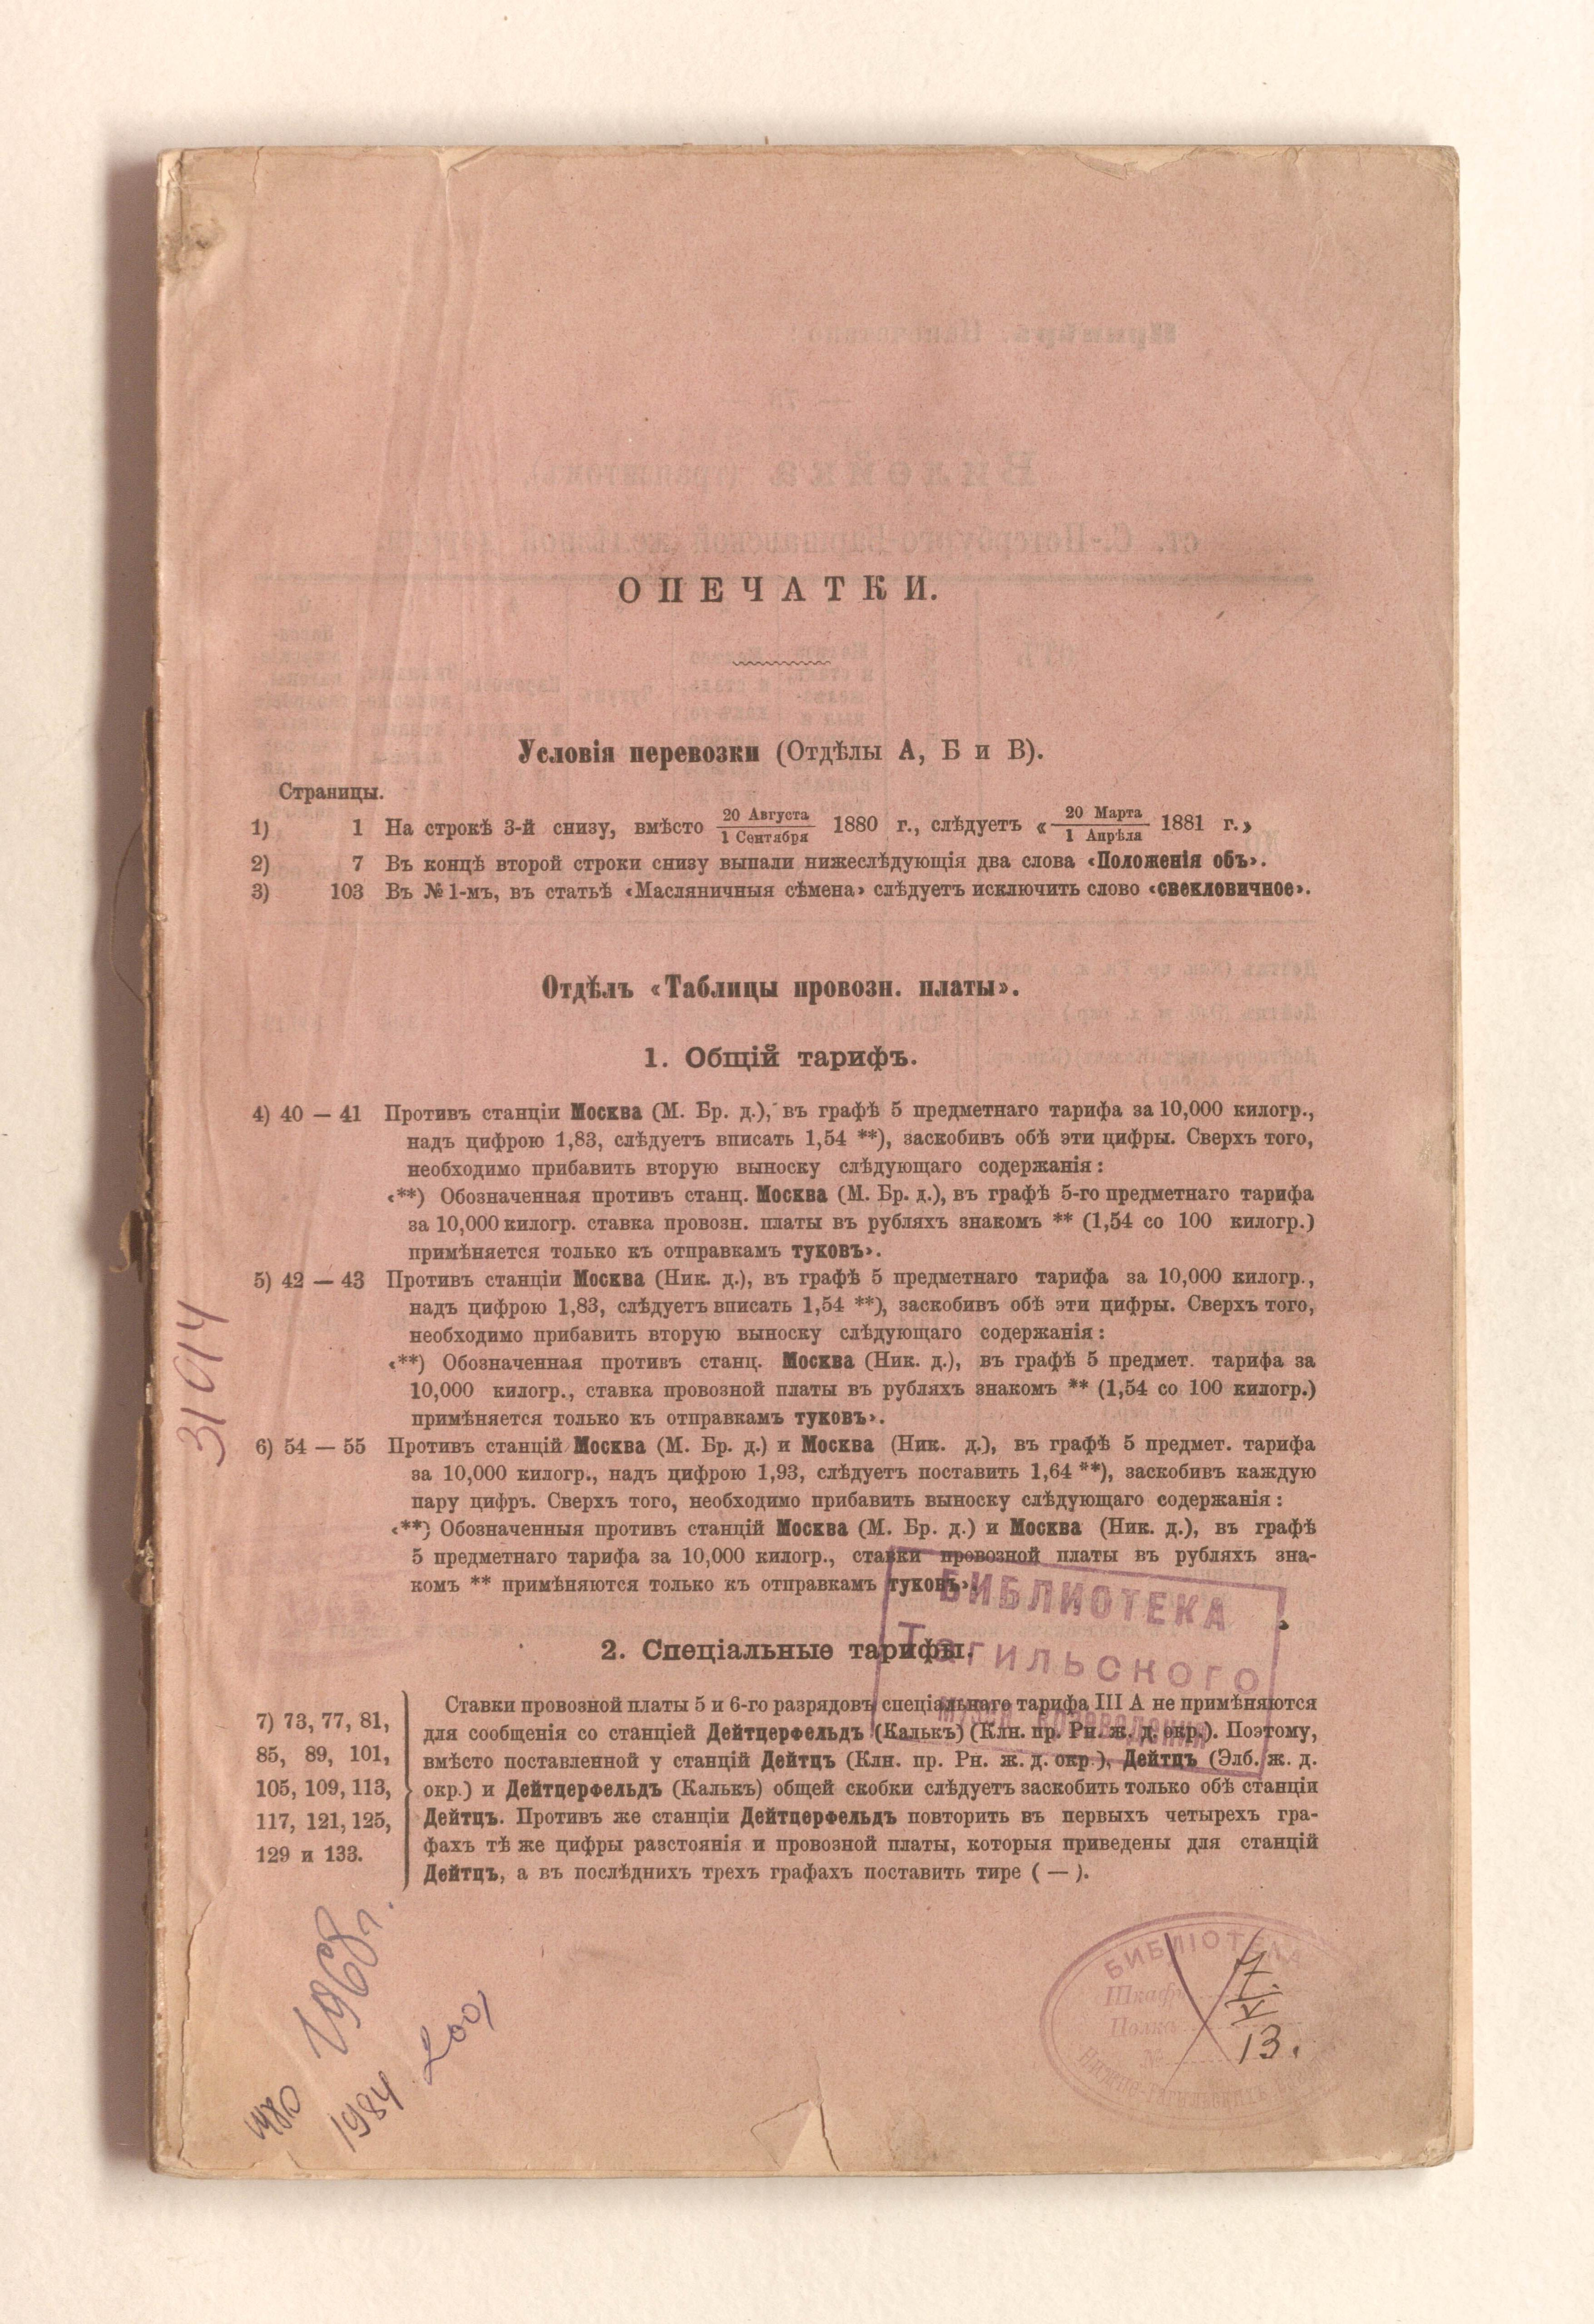 ОПЕЧАТКИ.
Условія перевозки (Отдѣлы А, Б и В).
Страницы.
1) 1 На строкѣ 3-й снизу, вмѣсто 20 Августа / 1 Сентября 1880 г., слѣдуетъ «20 Марта / 1 Апрѣля 1881 г.»
2) 7 Въ концѣ второй строки снизу выпали нижеслѣдующія два слова «Положенія объ».
3) 103 Въ № 1-мъ, въ статьѣ «Масляничныя сѣмена» слѣдуетъ исключить слово «свекловичное».
Отдѣлъ «Таблицы провозн. платы».
1. Общій тарифъ.
4) 40 — 41 Противъ станціи Москва (М. Бр. д.), въ графѣ 5 предметнаго тарифа за 10,000 килогр.,
надъ цифрою 1,83, слѣдуетъ вписать 1,54 **), заскобивъ обѣ эти цифры. Сверхъ того,
необходимо прибавить вторую выноску слѣдующаго содержанія:
«**) Обозначенная противъ станц. Москва (М. Бр. д.), въ графѣ 5-го предметнаго тарифа
за 10,000 килогр. ставка провозн. платы въ рубляхъ знакомъ ** (1,54 со 100 килогр.)
примѣняется только къ отправкамъ туковъ».
5) 42 — 43 Противъ станціи Москва (Ник. д.), въ графѣ 5 предметнаго тарифа за 10,000 килогр.,
надъ цифрою 1,83, слѣдуетъ вписать 1,54 **), заскобивъ обѣ эти цифры. Сверхъ того,
необходимо прибавить вторую выноску слѣдующаго содержанія:
«**) Обозначенная противъ станц. Москва (Ник. д.), въ графѣ 5 предмет. тарифа за
10,000 килогр., ставка провозной платы въ рубляхъ знакомъ ** (1,54 со 100 килогр.)
примѣняется только къ отправкамъ туковъ».
6) 54 — 55 Противъ станцій Москва (М. Бр. д.) и Москва (Ник. д.), въ графѣ 5 предмет. тарифа
за 10,000 килогр., надъ цифрою 1,93, слѣдуетъ поставить 1,64 **), заскобивъ каждую
пару цифръ. Сверхъ того, необходимо прибавить выноску слѣдующаго содержанія:
«**) Обозначенныя противъ станцій Москва (М. Бр. д.) и Москва (Ник. д.), въ графѣ
5 предметнаго тарифа за 10,000 килогр., ставки провозной платы въ рубляхъ зна-
комъ ** примѣняются только къ отправкамъ туковъ».
БИБЛИОТЕКА
Тагильского
2. Спеціальные тарифы.
7) 73, 77, 81,
85, 89, 101,
105, 109, 113,
117, 121, 125,
129 и 133.
Ставки провозной платы 5 и 6-го разрядовъ спеціальнаго тарифа III А не примѣняются
для сообщенія со станціей Дейтцерфельдъ (Калькъ) (Клн. пр. Рн. ж. д. окр.). Поэтому,
вмѣсто поставленной у станцій Дейтцъ (Клн. пр. Рн. ж. д. окр.), Дейтцъ (Элб. ж. д.
окр.) и Дейтцерфельдъ (Калькъ) общей скобки слѣдуетъ заскобить только обѣ станціи
Дейтцъ. Противъ же станціи Дейтцерфельдъ повторить въ первыхъ четырехъ гра-
фахъ тѣ же цифры разстоянія и провозной платы, которыя приведены для станцій
Дейтцъ, а въ послѣднихъ трехъ графахъ поставить тире ( — ).
31014
1968г.
2001
1984
1980
БИБЛІОТЕКА
Шкафъ
Полка
№ 13.